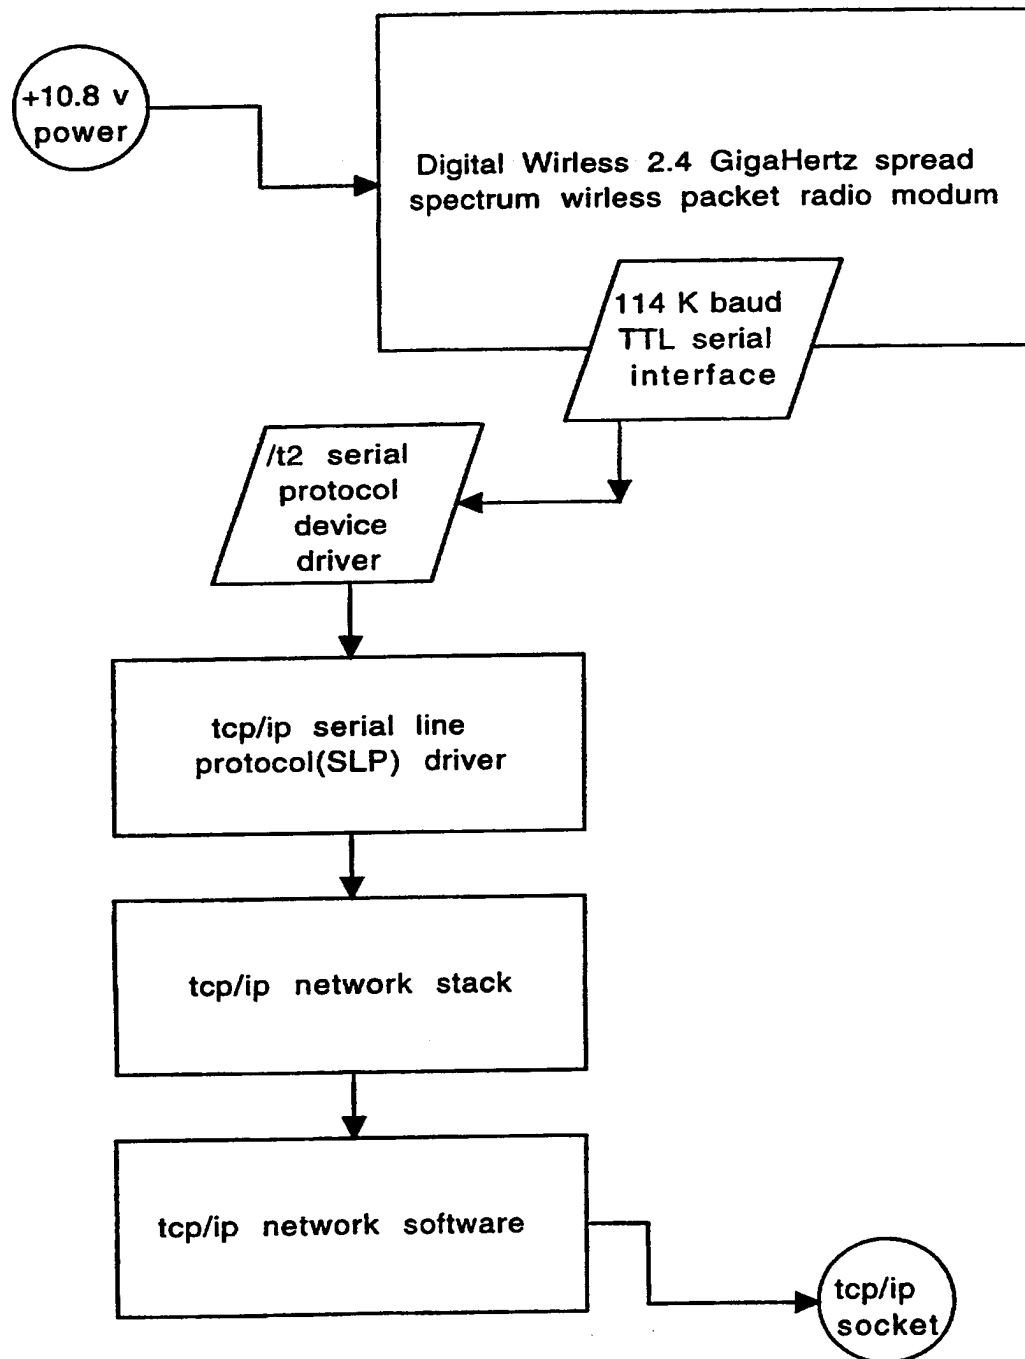 +10.8 v
power
Digital Wirless 2.4 GigaHertz spread
spectrum wirless packet radio modum
114 K baud
TTL serial
interface
/t2 serial
protocol
device
driver
tcp/ip serial line
protocol(SLP) driver
tcp/ip network stack
tcp/ip network software
tcp/ip
socket